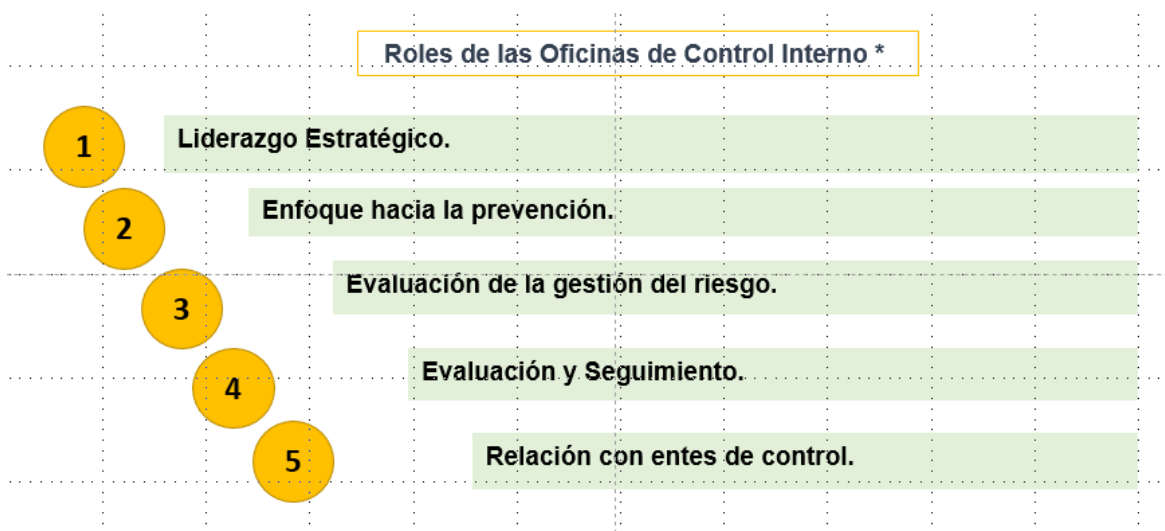 Roles de las Oficinas de Control Interno *
1 Liderazgo Estratégico.
2 Enfoque hacia la prevención.
3 Evaluación de la gestión del riesgo.
4 Evaluación y Seguimiento.
5 Relación con entes de control.